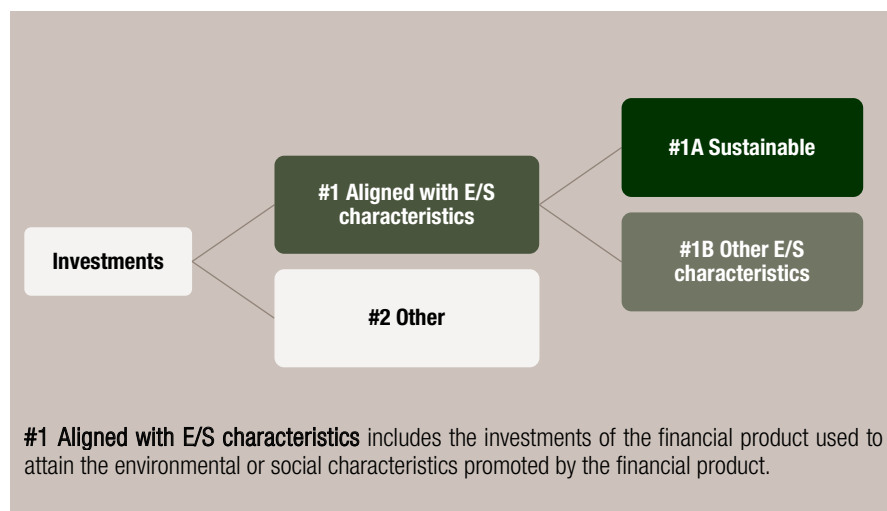 #1A Sustainable
#1 Aligned with E/S
characteristics
#1B Other E/S
characteristics
Investments
#2 Other
#1 Aligned with E/S characteristics includes the investments of the financial product used to
attain the environmental or social characteristics promoted by the financial product.